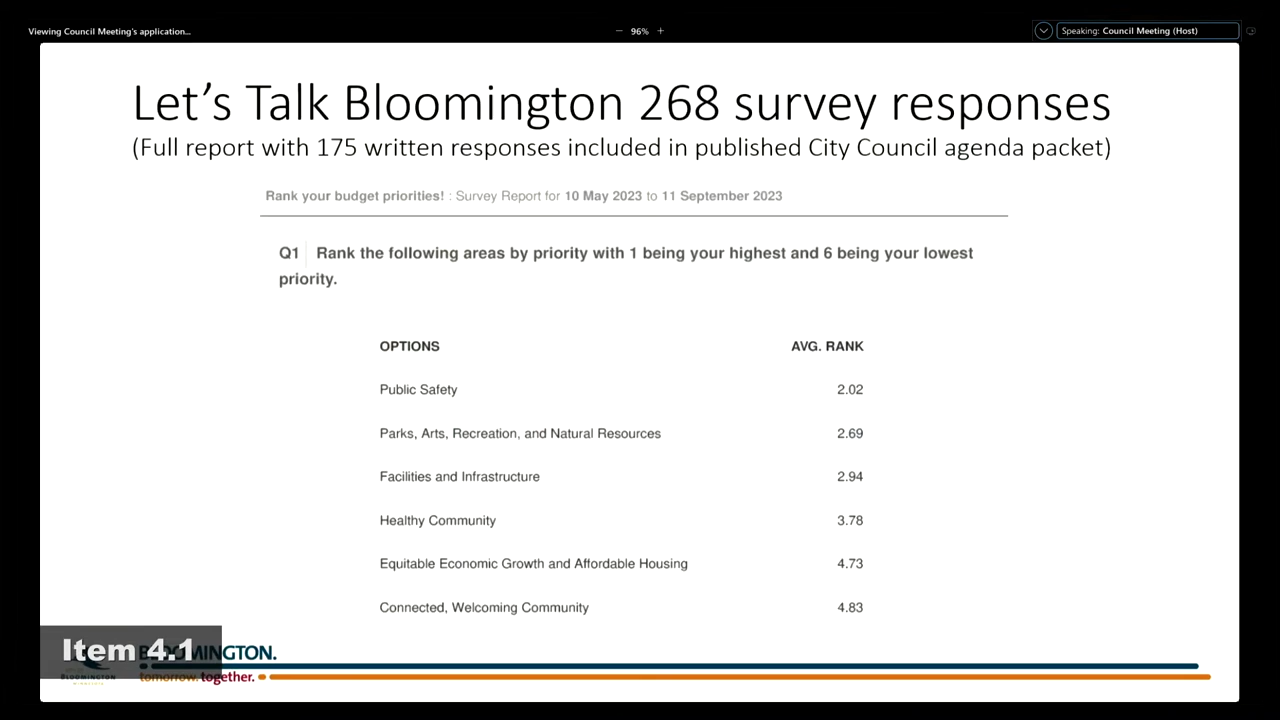 Viewing Council Meeting's application...
− 96% +
Speaking: Council Meeting (Host)
Let's Talk Bloomington 268 survey responses
(Full report with 175 written responses included in published City Council agenda packet)
Rank your budget priorities! : Survey Report for 10 May 2023 to 11 September 2023
Q1 Rank the following areas by priority with 1 being your highest and 6 being your lowest
priority.
OPTIONS AVG. RANK
Public Safety 2.02
Parks, Arts, Recreation, and Natural Resources 2.69
Facilities and Infrastructure 2.94
Healthy Community 3.78
Equitable Economic Growth and Affordable Housing 4.73
Connected, Welcoming Community 4.83
Item 4.1
BLOOMINGTON.
tomorrow. together.
BLOOMINGTON